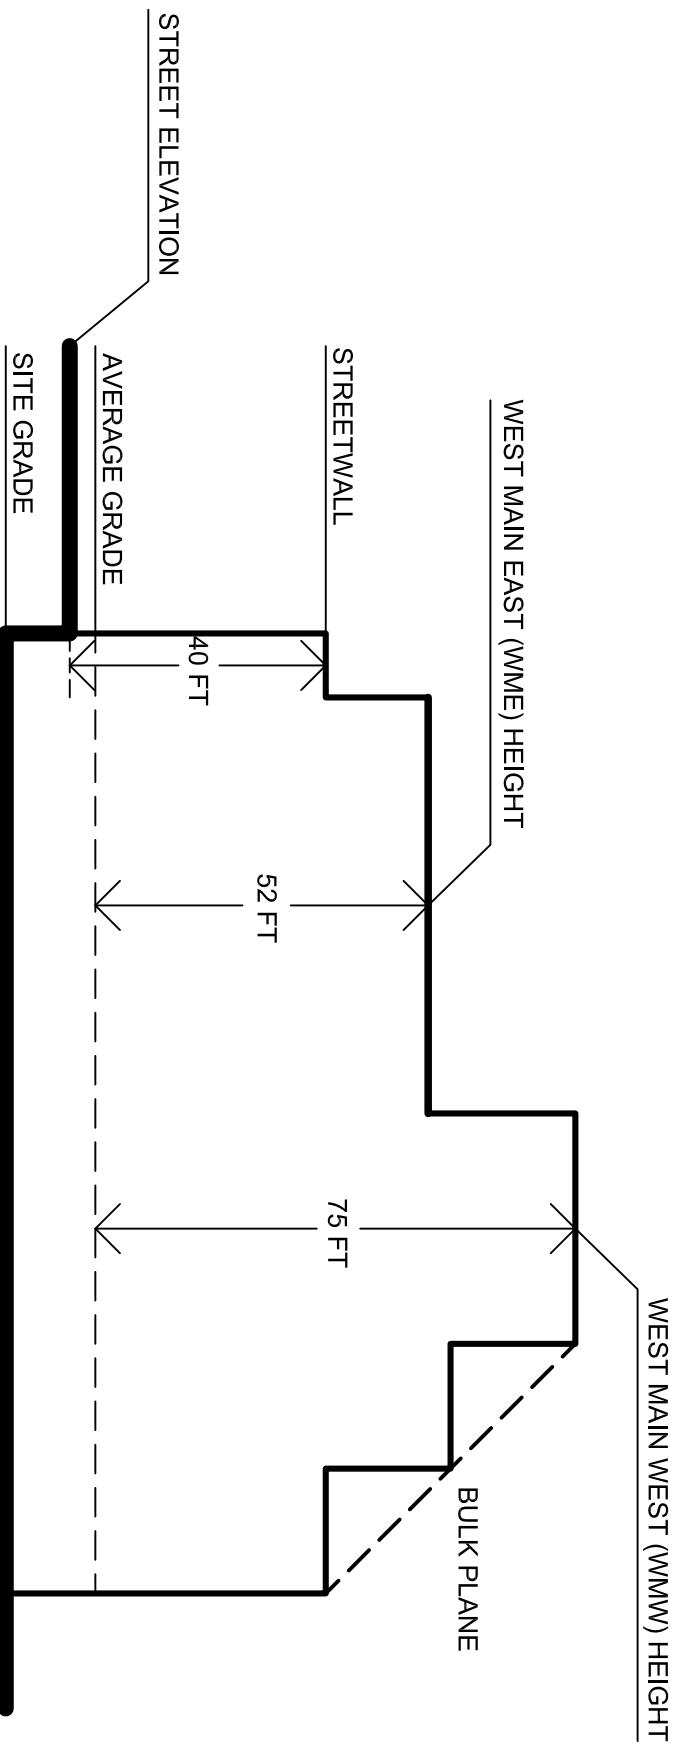 WEST MAIN WEST (WMW) HEIGHT
WEST MAIN EAST (WME) HEIGHT
BULK PLANE
STREETWALL
75 FT
52 FT
40 FT
STREET ELEVATION
AVERAGE GRADE
SITE GRADE